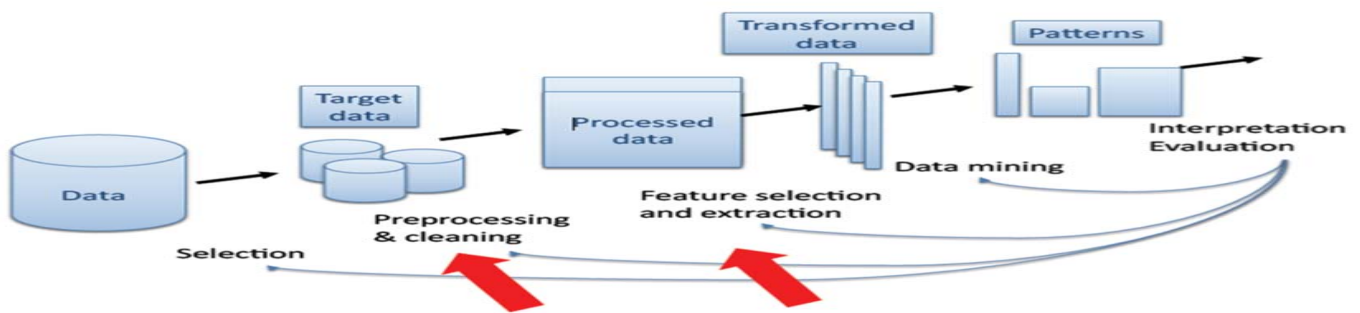 Transformed
data
Patterns
Target
data
Processed
data
Interpretation
Evaluation
Data mining
Data
Feature selection
and extraction
Preprocessing
& cleaning
Selection